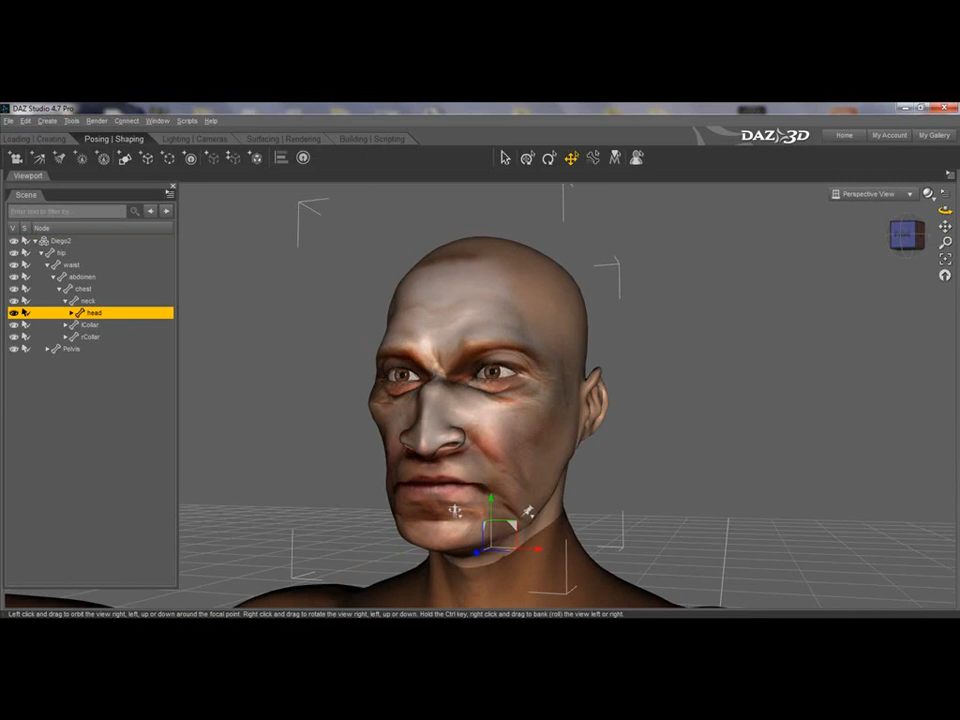 DAZ Studio 4.7 Pro
File Edit Create Tools Render Connect Window Scripts Help
Loading | Creating Posing | Shaping Lighting | Cameras Surfacing | Rendering Building | Scripting DAZ 3D Home My Account My Gallery
Viewport
Scene
Perspective View
Enter text to filter by...
V S Node
Diego2
hip
waist
abdomen
chest
neck
head
lCollar
rCollar
Pelvis
Left click and drag to orbit the view right, left, up or down around the focal point. Right click and drag to rotate the view right, left, up or down. Hold the Ctrl key, right click and drag to bank (roll) the view left or right.